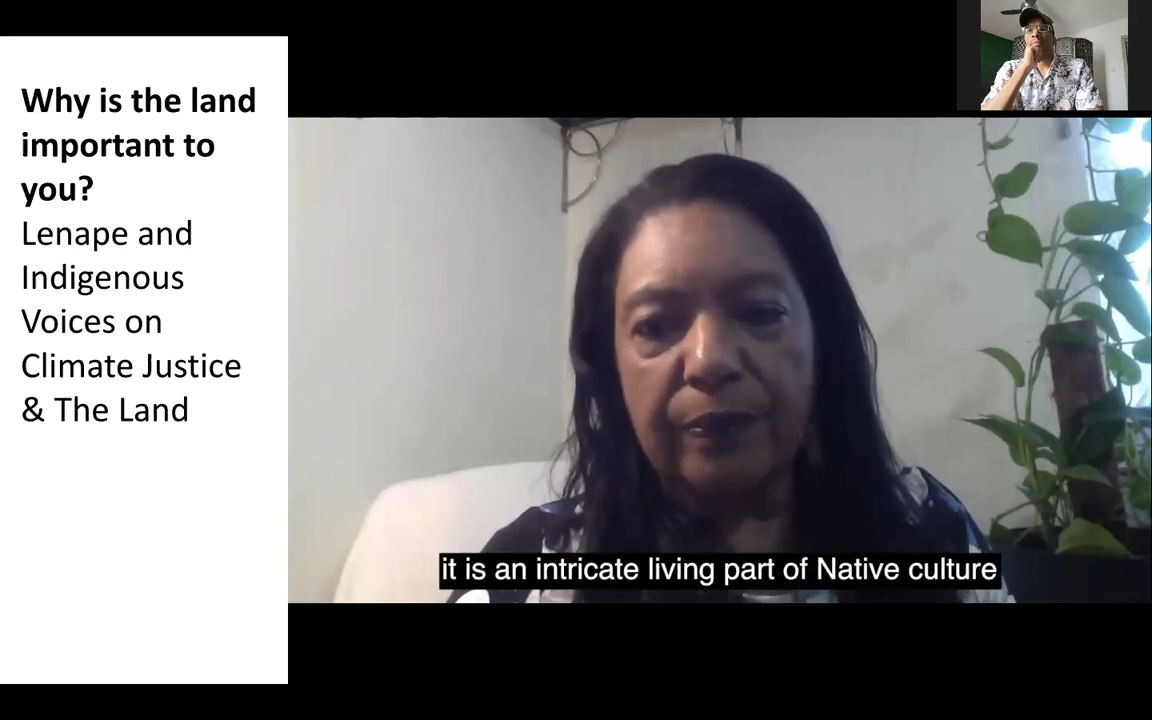 Why is the land
important to
you?
Lenape and
Indigenous
Voices on
Climate Justice
& The Land
it is an intricate living part of Native culture